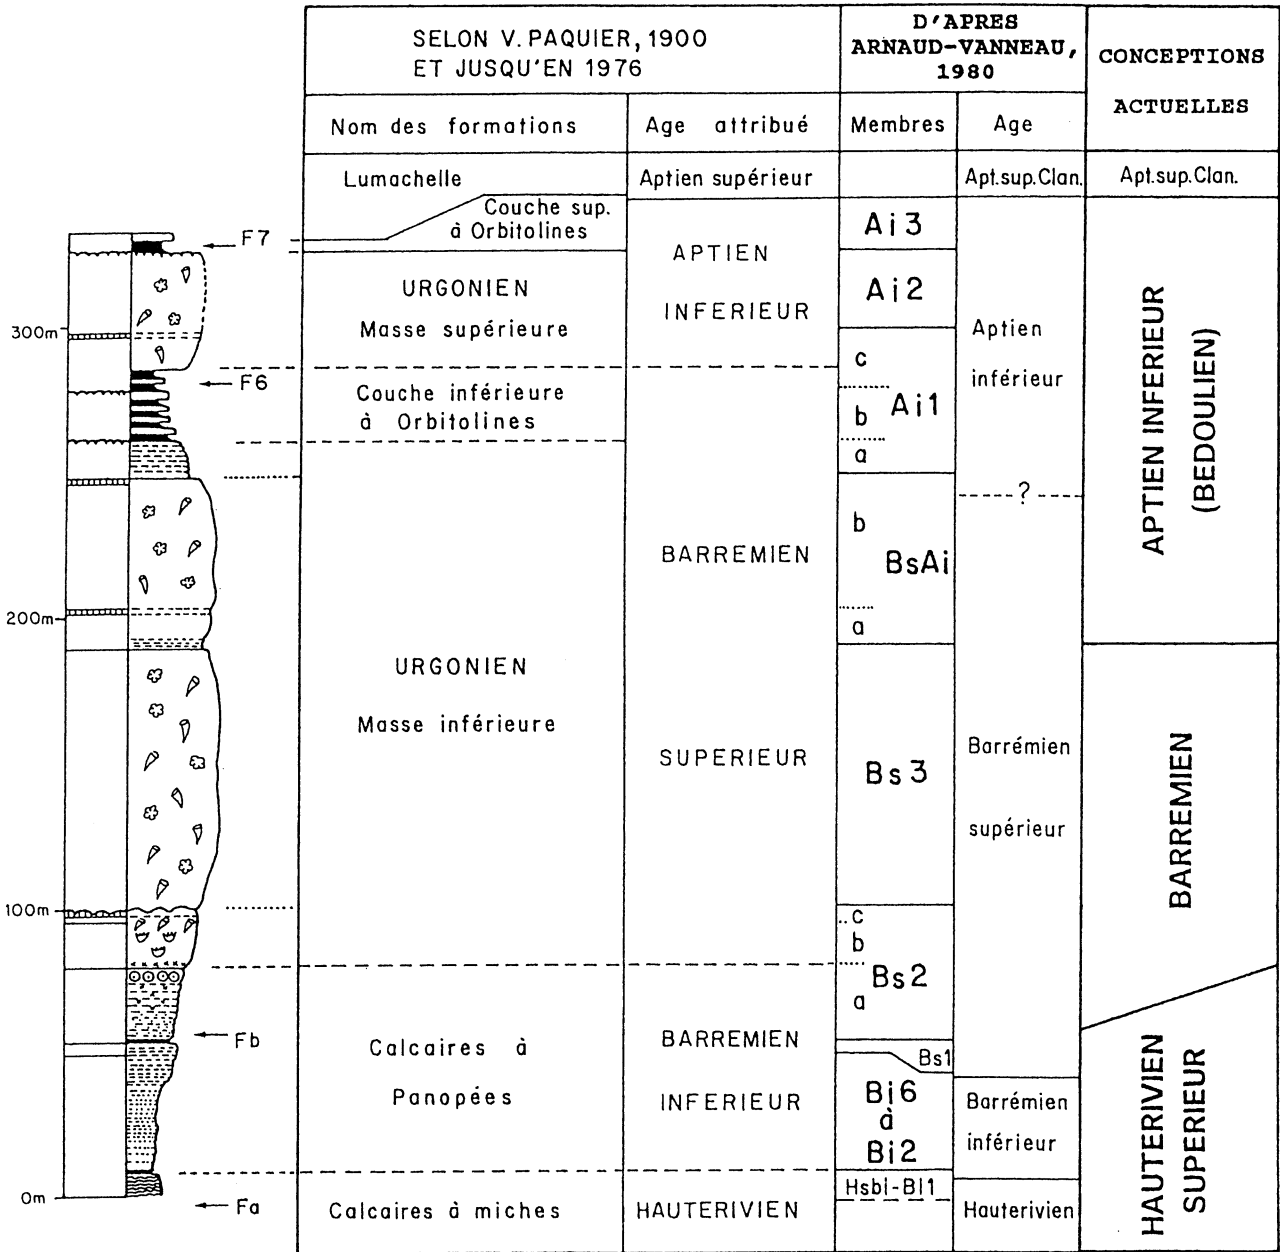 SELON V. PAQUIER, 1900
ET JUSQU'EN 1976
D'APRES
ARNAUD-VANNEAU,
1980
CONCEPTIONS
ACTUELLES
Nom des formations
Age attribué
Membres
Age
Lumachelle
Aptien supérieur
Apt.sup.Clan.
Apt.sup.Clan.
Couche sup.
à Orbitolines
F7
APTIEN
INFERIEUR
Ai3
URGONIEN
Masse supérieure
Ai2
300m
F6
Couche inférieure
à Orbitolines
c
b
Ai1
a
Aptien
inférieur
?
APTIEN INFERIEUR
(BEDOULIEN)
BARREMIEN
SUPERIEUR
b
BsAi
a
200m
URGONIEN
Masse inférieure
Bs3
Barrémien
supérieur
BARREMIEN
100m
..c
b
Bs2
a
Fb
Calcaires à
Panopées
BARREMIEN
INFERIEUR
Bs1
Bi6
à
Bi2
Barrémien
inférieur
HAUTERIVIEN
SUPERIEUR
0m
Fa
Calcaires à miches
HAUTERIVIEN
Hsbi-Bi1
Hauterivien